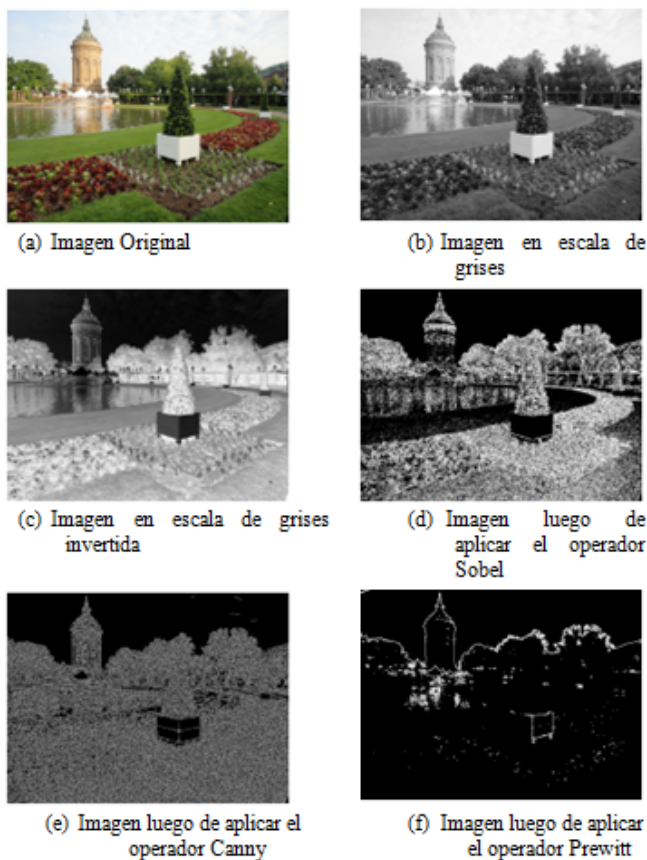 (a) Imagen Original
(b) Imagen en escala de
grises
(c) Imagen en escala de grises
invertida
(d) Imagen luego de
aplicar el operador
Sobel
(e) Imagen luego de aplicar el
operador Canny
(f) Imagen luego de aplicar
el operador Prewitt